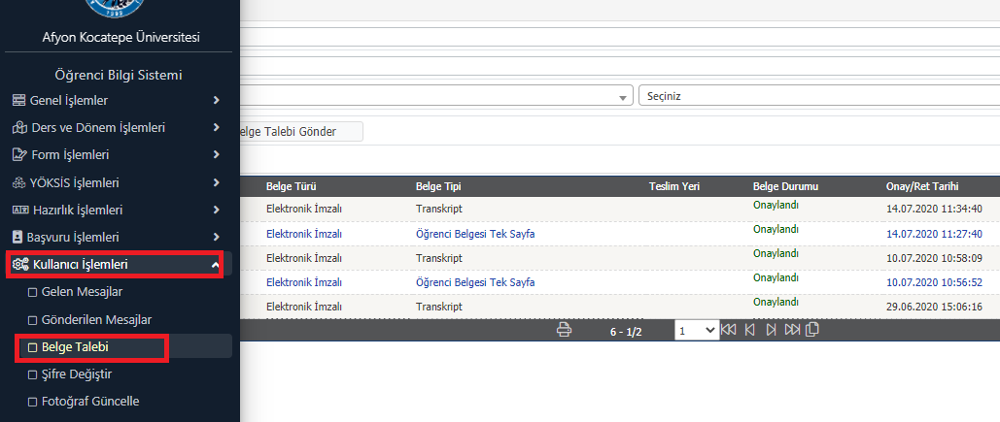 1992
Afyon Kocatepe Üniversitesi
Öğrenci Bilgi Sistemi
Genel İşlemler
Ders ve Dönem İşlemleri
Form İşlemleri
YÖKSİS İşlemleri
Hazırlık İşlemleri
Başvuru İşlemleri
Kullanıcı İşlemleri
Gelen Mesajlar
Gönderilen Mesajlar
Belge Talebi
Şifre Değiştir
Fotoğraf Güncelle
Seçiniz
elge Talebi Gönder
Belge Türü Belge Tipi Teslim Yeri Belge Durumu Onay/Ret Tarihi
Elektronik İmzalı Transkript Onaylandı 14.07.2020 11:34:40
Elektronik İmzalı Öğrenci Belgesi Tek Sayfa Onaylandı 14.07.2020 11:27:40
Elektronik İmzalı Transkript Onaylandı 10.07.2020 10:58:09
Elektronik İmzalı Öğrenci Belgesi Tek Sayfa Onaylandı 10.07.2020 10:56:52
Elektronik İmzalı Transkript Onaylandı 29.06.2020 15:06:16
6 - 1/2 1